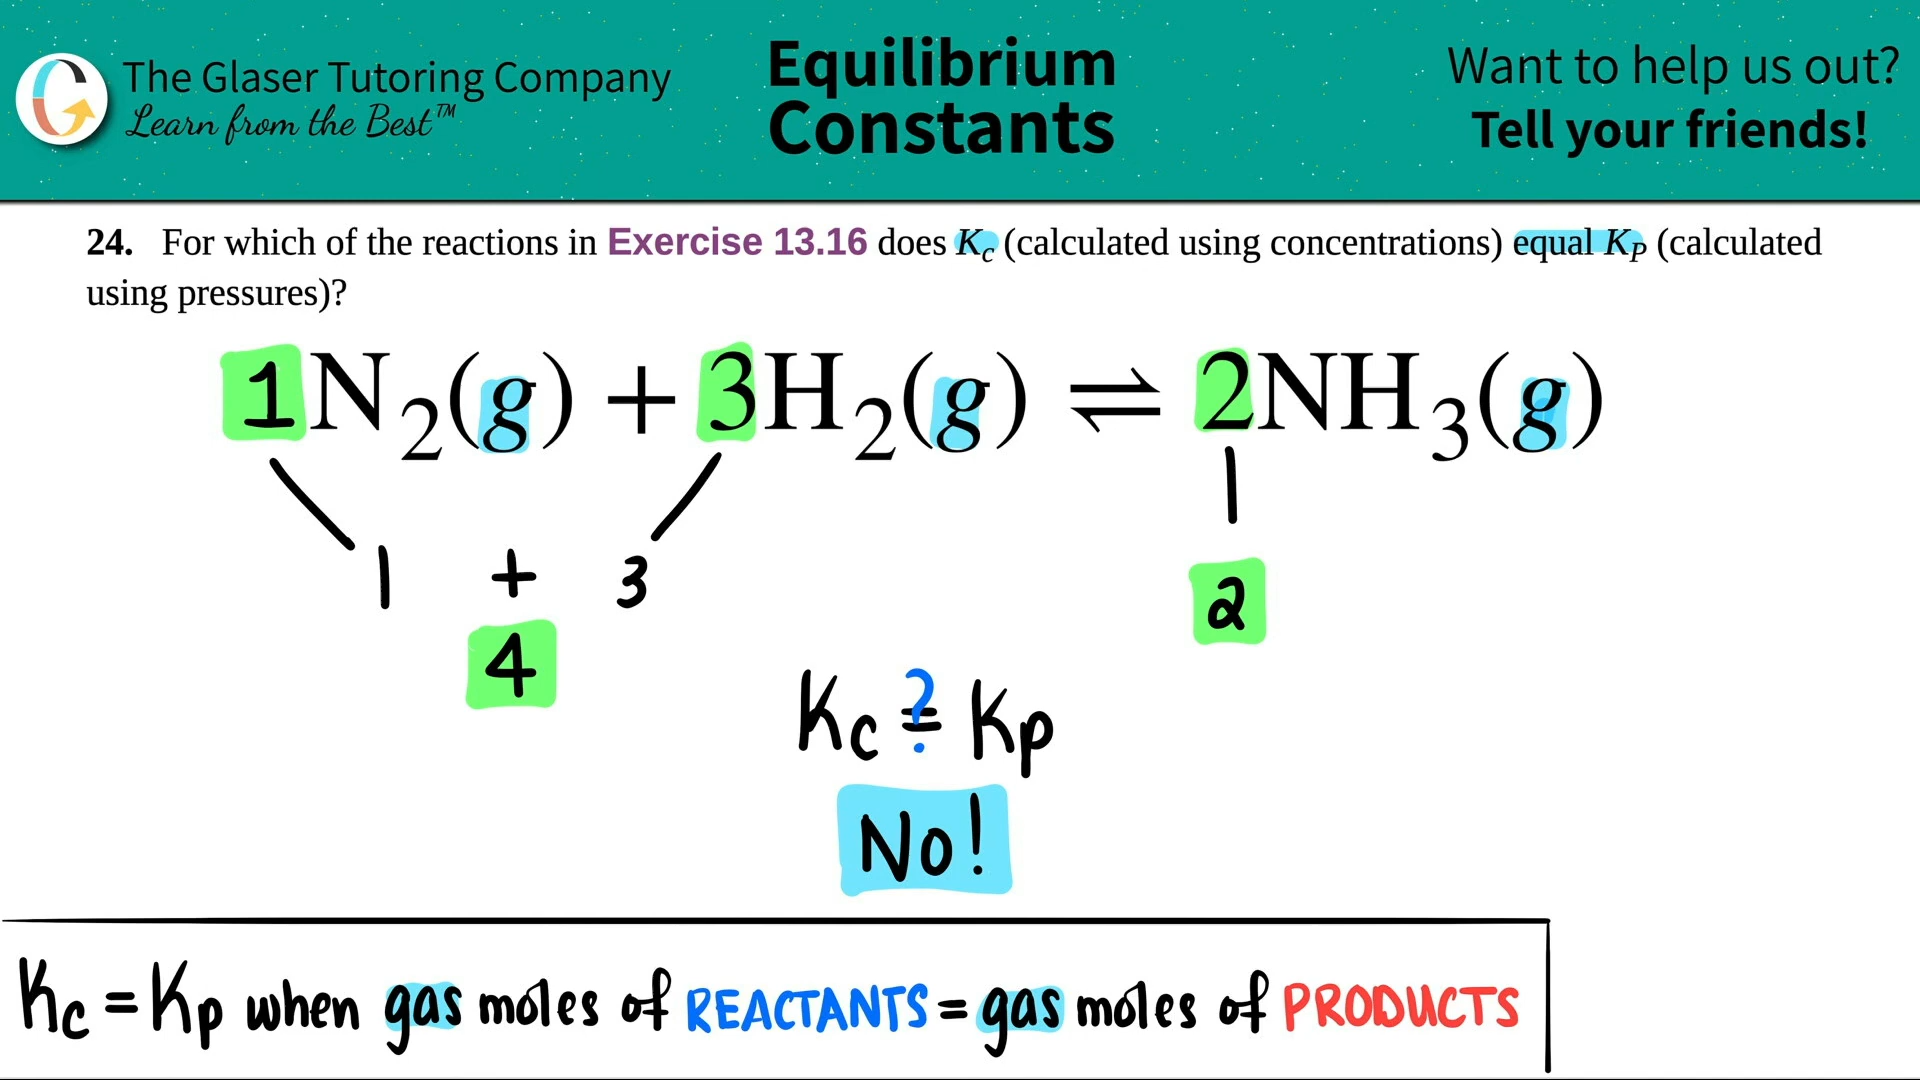 The Glaser Tutoring Company
Learn from the Best™
Equilibrium
Constants
Want to help us out?
Tell your friends!
24. For which of the reactions in Exercise 13.16 does Kc (calculated using concentrations) equal KP (calculated
using pressures)?
1N2(g) + 3H2(g) ⇌ 2NH3(g)
1 + 3
2
4
Kc ?= Kp
No!
Kc = Kp when gas moles of REACTANTS = gas moles of PRODUCTS